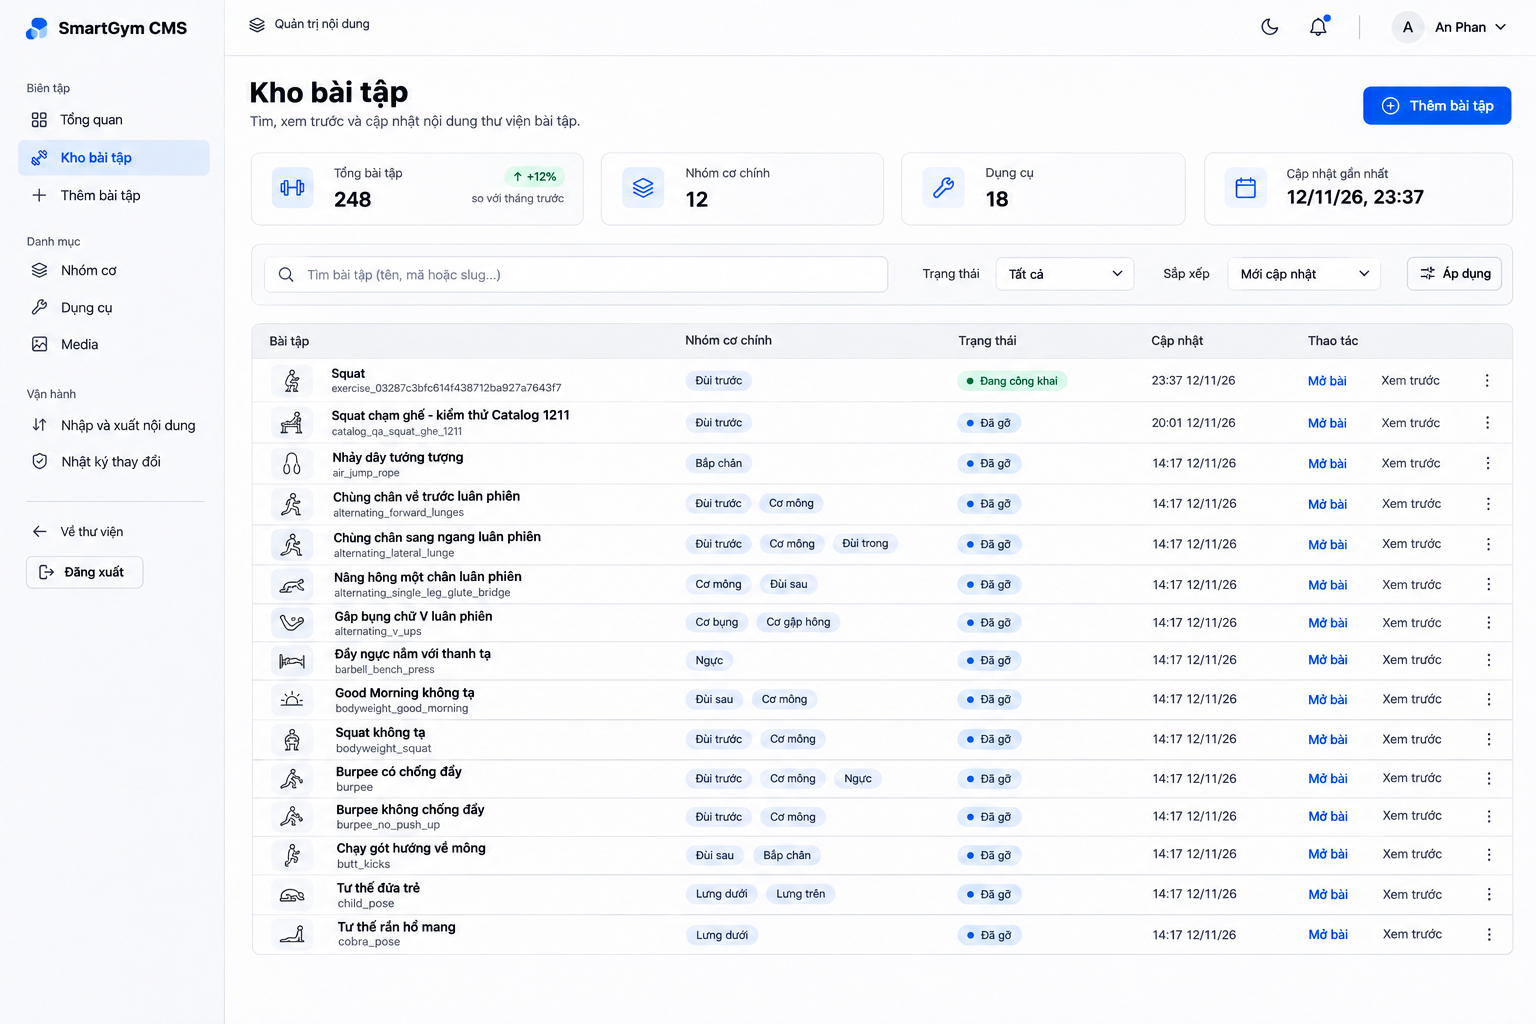 SmartGym CMS
Quản trị nội dung
A
An Phan
Biên tập
Tổng quan
Kho bài tập
Thêm bài tập
Danh mục
Nhóm cơ
Dụng cụ
Media
Vận hành
Nhập và xuất nội dung
Nhật ký thay đổi
Về thư viện
Đăng xuất
Kho bài tập
Tìm, xem trước và cập nhật nội dung thư viện bài tập.
Thêm bài tập
Tổng bài tập
248
↑ +12%
so với tháng trước
Nhóm cơ chính
12
Dụng cụ
18
Cập nhật gần nhất
12/11/26, 23:37
Tìm bài tập (tên, mã hoặc slug...)
Trạng thái
Tất cả
Sắp xếp
Mới cập nhật
Áp dụng
Bài tập Nhóm cơ chính Trạng thái Cập nhật Thao tác
Squat
exercise_03287c3bfc614f438712ba927a7643f7
Đùi trước Đang công khai 23:37 12/11/26 Mở bài Xem trước
Squat chạm ghế - kiểm thử Catalog 1211
catalog_qa_squat_ghe_1211
Đùi trước Đã gỡ 20:01 12/11/26 Mở bài Xem trước
Nhảy dây tưởng tượng
air_jump_rope
Bắp chân Đã gỡ 14:17 12/11/26 Mở bài Xem trước
Chùng chân về trước luân phiên
alternating_forward_lunges
Đùi trước Cơ mông Đã gỡ 14:17 12/11/26 Mở bài Xem trước
Chùng chân sang ngang luân phiên
alternating_lateral_lunge
Đùi trước Cơ mông Đùi trong Đã gỡ 14:17 12/11/26 Mở bài Xem trước
Nâng hông một chân luân phiên
alternating_single_leg_glute_bridge
Cơ mông Đùi sau Đã gỡ 14:17 12/11/26 Mở bài Xem trước
Gập bụng chữ V luân phiên
alternating_v_ups
Cơ bụng Cơ gập hông Đã gỡ 14:17 12/11/26 Mở bài Xem trước
Đẩy ngực nằm với thanh tạ
barbell_bench_press
Ngực Đã gỡ 14:17 12/11/26 Mở bài Xem trước
Good Morning không tạ
bodyweight_good_morning
Đùi sau Cơ mông Đã gỡ 14:17 12/11/26 Mở bài Xem trước
Squat không tạ
bodyweight_squat
Đùi trước Cơ mông Đã gỡ 14:17 12/11/26 Mở bài Xem trước
Burpee có chống đẩy
burpee
Đùi trước Cơ mông Ngực Đã gỡ 14:17 12/11/26 Mở bài Xem trước
Burpee không chống đẩy
burpee_no_push_up
Đùi trước Cơ mông Đã gỡ 14:17 12/11/26 Mở bài Xem trước
Chạy gót hướng về mông
butt_kicks
Đùi sau Bắp chân Đã gỡ 14:17 12/11/26 Mở bài Xem trước
Tư thế đứa trẻ
child_pose
Lưng dưới Lưng trên Đã gỡ 14:17 12/11/26 Mở bài Xem trước
Tư thế rắn hổ mang
cobra_pose
Lưng dưới Đã gỡ 14:17 12/11/26 Mở bài Xem trước